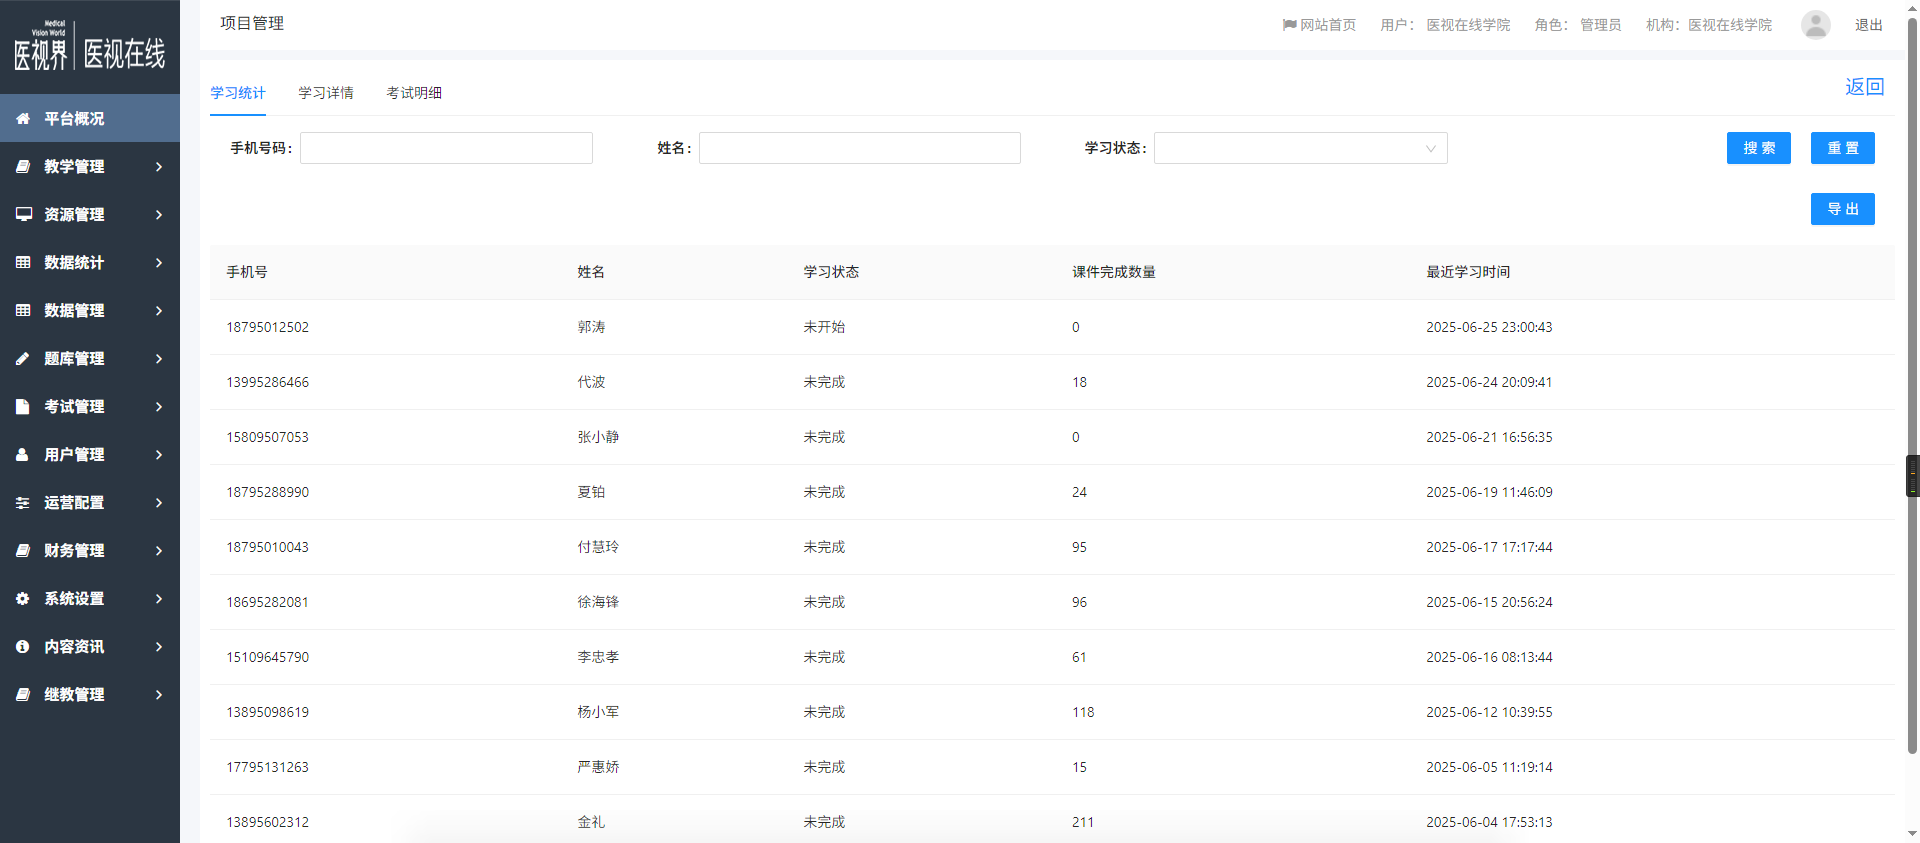 Medical
Vision World
医视界 医视在线
平台概况
教学管理
资源管理
数据统计
数据管理
题库管理
考试管理
用户管理
运营配置
财务管理
系统设置
内容资讯
继教管理
项目管理
网站首页 用户： 医视在线学院 角色： 管理员 机构： 医视在线学院 退出
学习统计 学习详情 考试明细 返回
手机号码： 姓名： 学习状态： 搜 索 重 置
导 出
手机号 姓名 学习状态 课件完成数量 最近学习时间
18795012502 郭涛 未开始 0 2025-06-25 23:00:43
13995286466 代波 未完成 18 2025-06-24 20:09:41
15809507053 张小静 未完成 0 2025-06-21 16:56:35
18795288990 夏铂 未完成 24 2025-06-19 11:46:09
18795010043 付慧玲 未完成 95 2025-06-17 17:17:44
18695282081 徐海锋 未完成 96 2025-06-15 20:56:24
15109645790 李忠孝 未完成 61 2025-06-16 08:13:44
13895098619 杨小军 未完成 118 2025-06-12 10:39:55
17795131263 严惠娇 未完成 15 2025-06-05 11:19:14
13895602312 金礼 未完成 211 2025-06-04 17:53:13